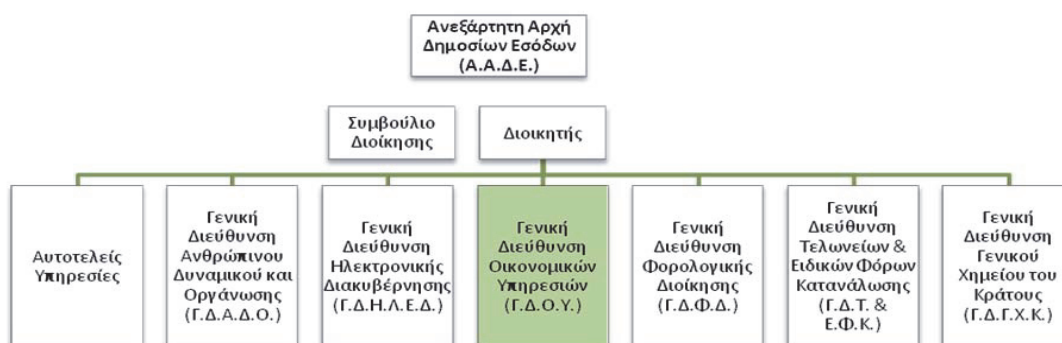 Ανεξάρτητη Αρχή
Δημοσίων Εσόδων
(Α.Α.Δ.Ε.)
Συμβούλιο
Διοίκησης
Διοικητής
Αυτοτελείς
Υπηρεσίες
Γενική
Διεύθυνση
Ανθρώπινου
Δυναμικού και
Οργάνωσης
(Γ.Δ.Α.Δ.Ο.)
Γενική
Διεύθυνση
Ηλεκτρονικής
Διακυβέρνησης
(Γ.Δ.Η.Λ.Ε.Δ.)
Γενική
Διεύθυνση
Οικονομικών
Υπηρεσιών
(Γ.Δ.Ο.Υ.)
Γενική
Διεύθυνση
Φορολογικής
Διοίκησης
(Γ.Δ.Φ.Δ.)
Γενική
Διεύθυνση
Τελωνείων &
Ειδικών Φόρων
Κατανάλωσης
(Γ.Δ.Τ. &
Ε.Φ.Κ.)
Γενική
Διεύθυνση
Γενικού
Χημείου του
Κράτους
(Γ.Δ.Γ.Χ.Κ.)